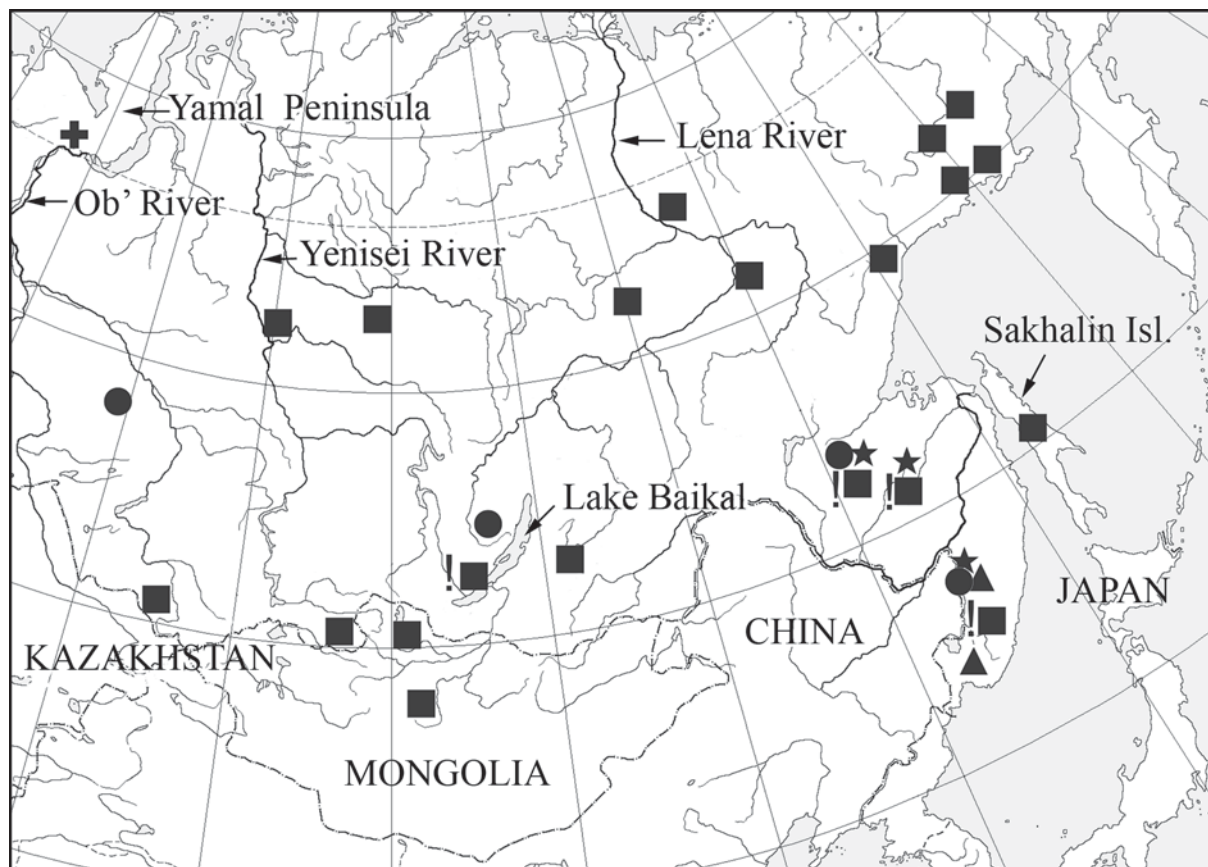 Yamal Peninsula
Lena River
Ob' River
Yenisei River
Sakhalin Isl.
Lake Baikal
JAPAN
CHINA
KAZAKHSTAN
MONGOLIA